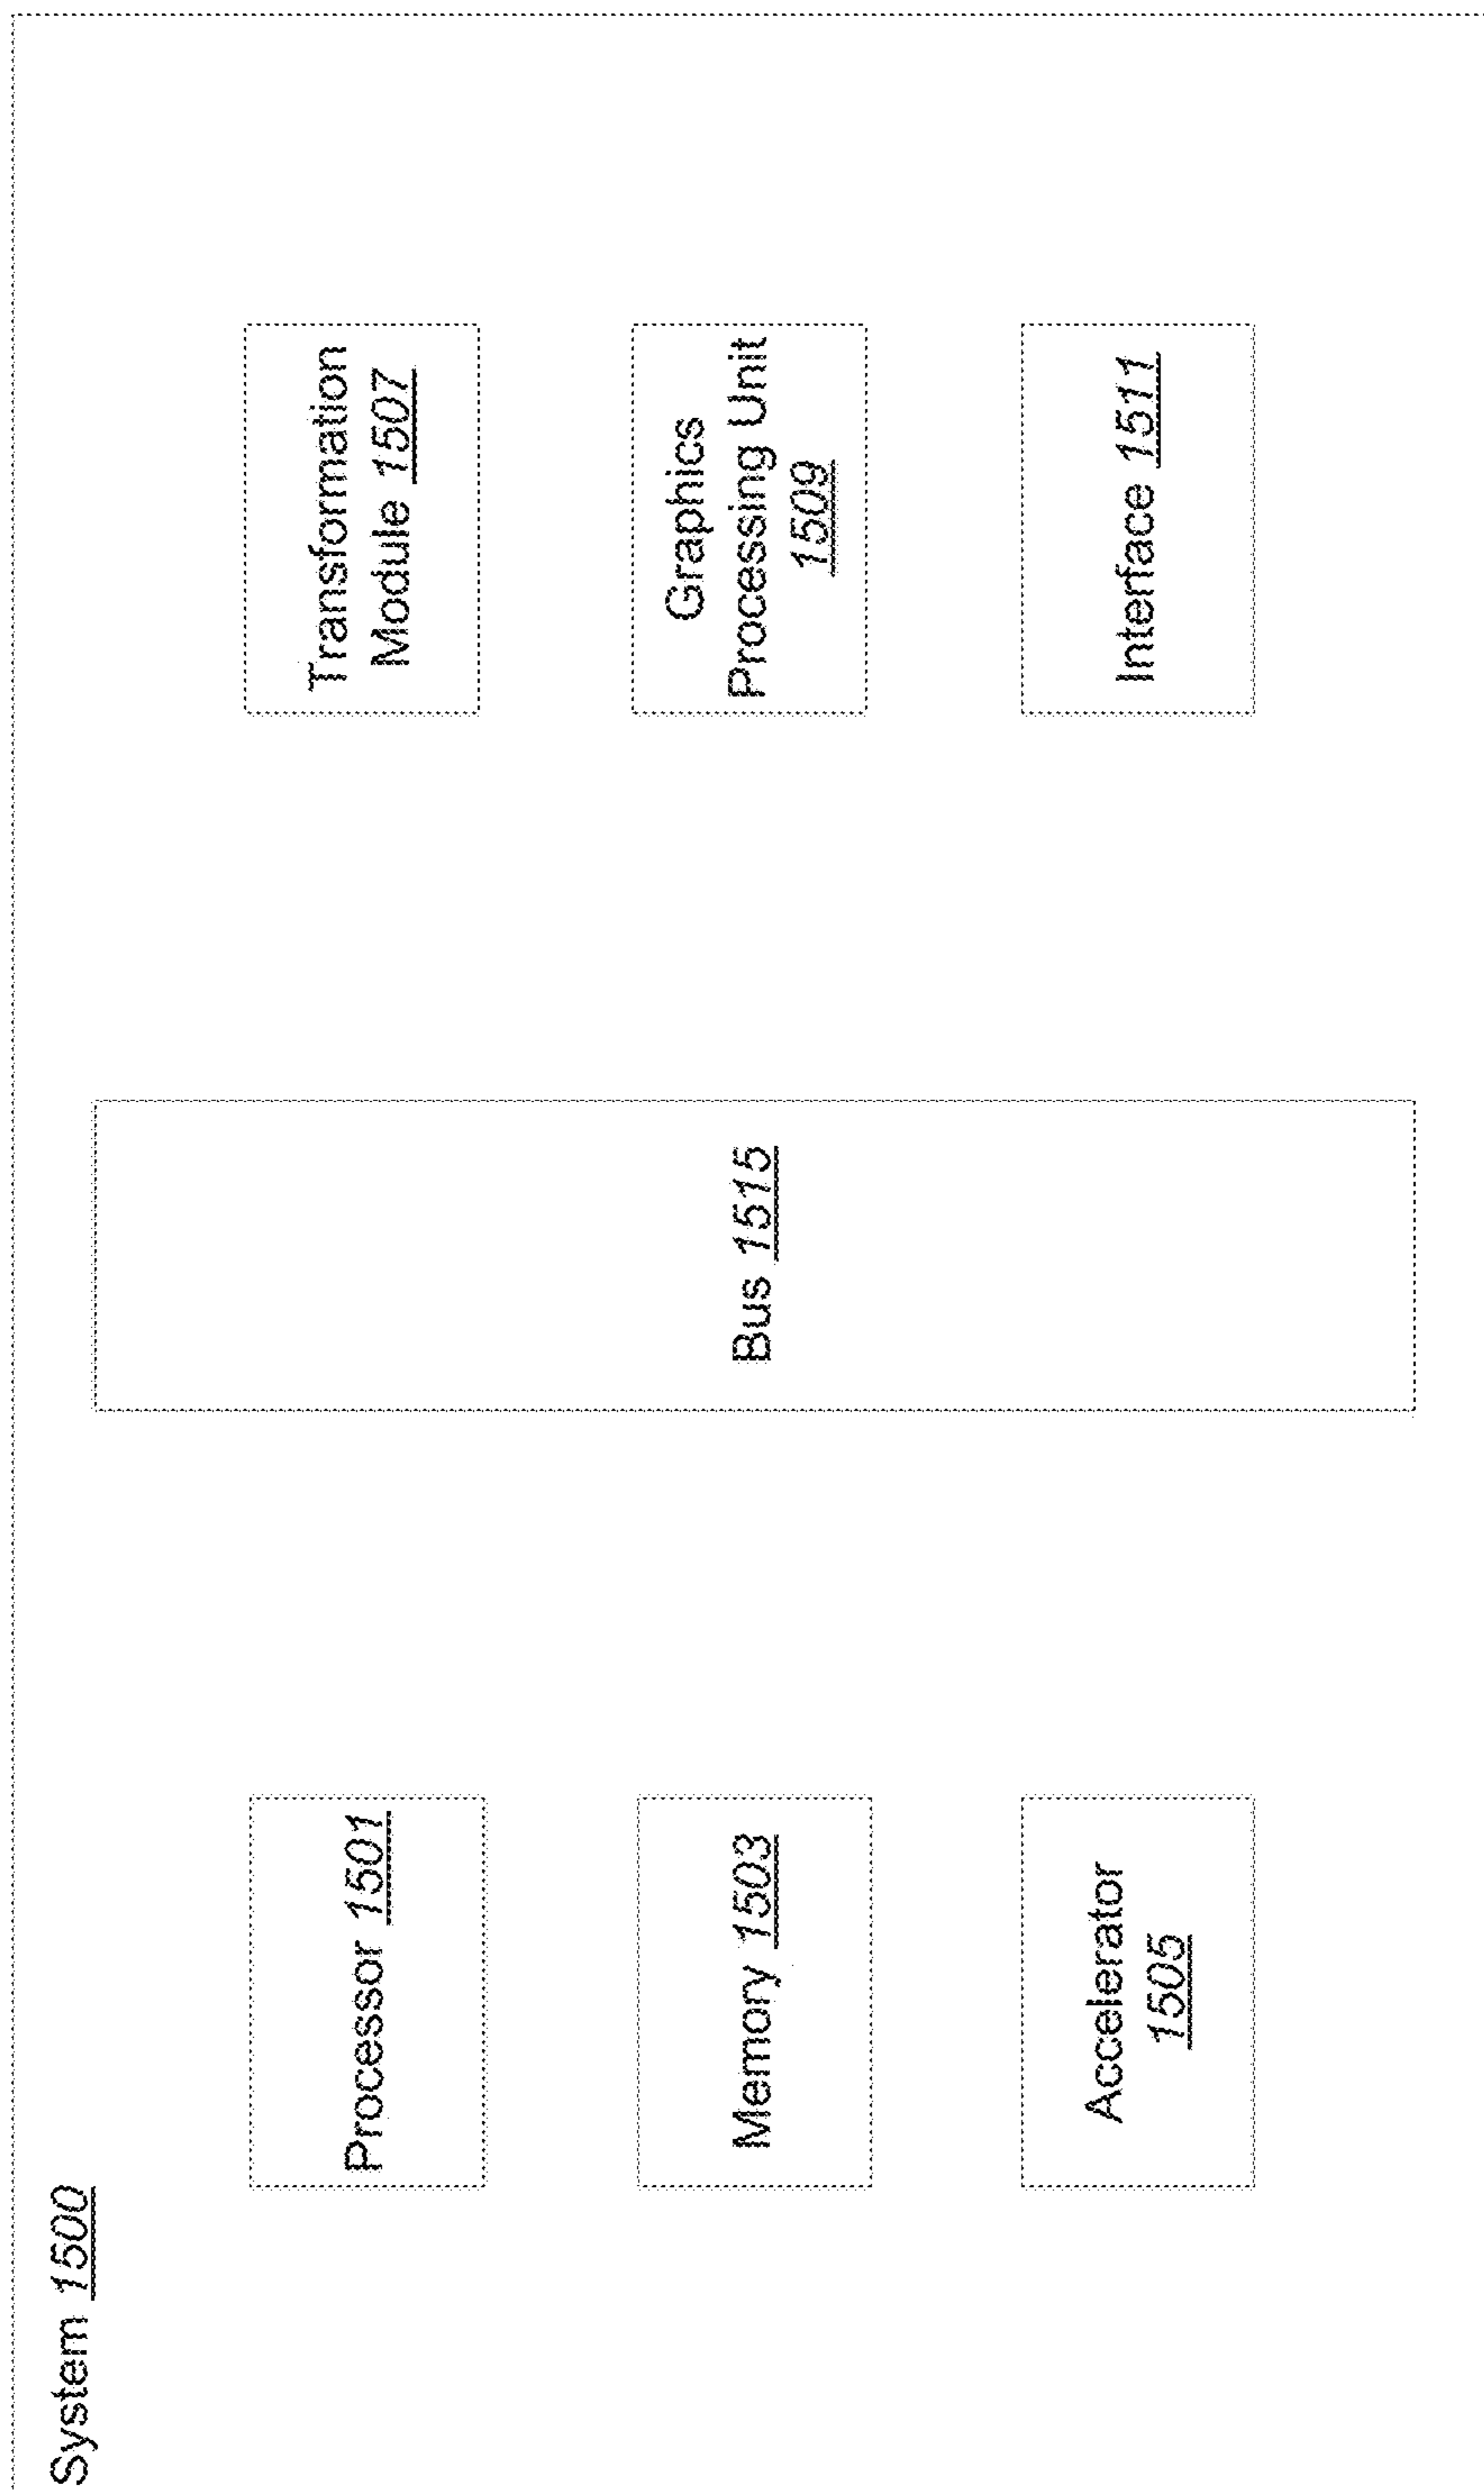 System 1500
Processor 1501
Memory 1503
Accelerator
1505
Bus 1515
Transformation
Module 1507
Graphics
Processing Unit
1509
Interface 1511